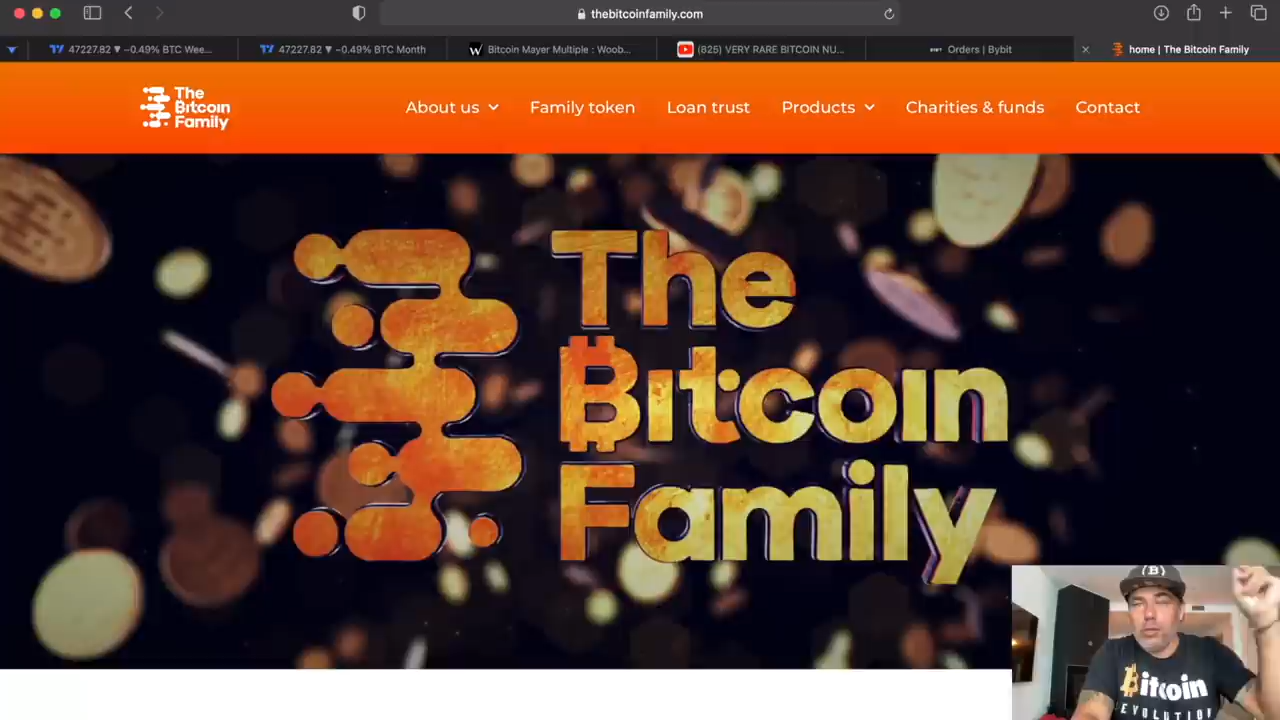 thebitcoinfamily.com
47227.82 ▼ −0.49% BTC Wee...
47227.82 ▼ −0.49% BTC Month
W
Bitcoin Mayer Multiple : Woob...
(825) VERY RARE BITCOIN NU...
Orders | Bybit
home | The Bitcoin Family
The
Bitcoin
Family
About us
Family token
Loan trust
Products
Charities & funds
Contact
The
Bitcoin
Family
(B)
Bitcoin
EVOLUTION